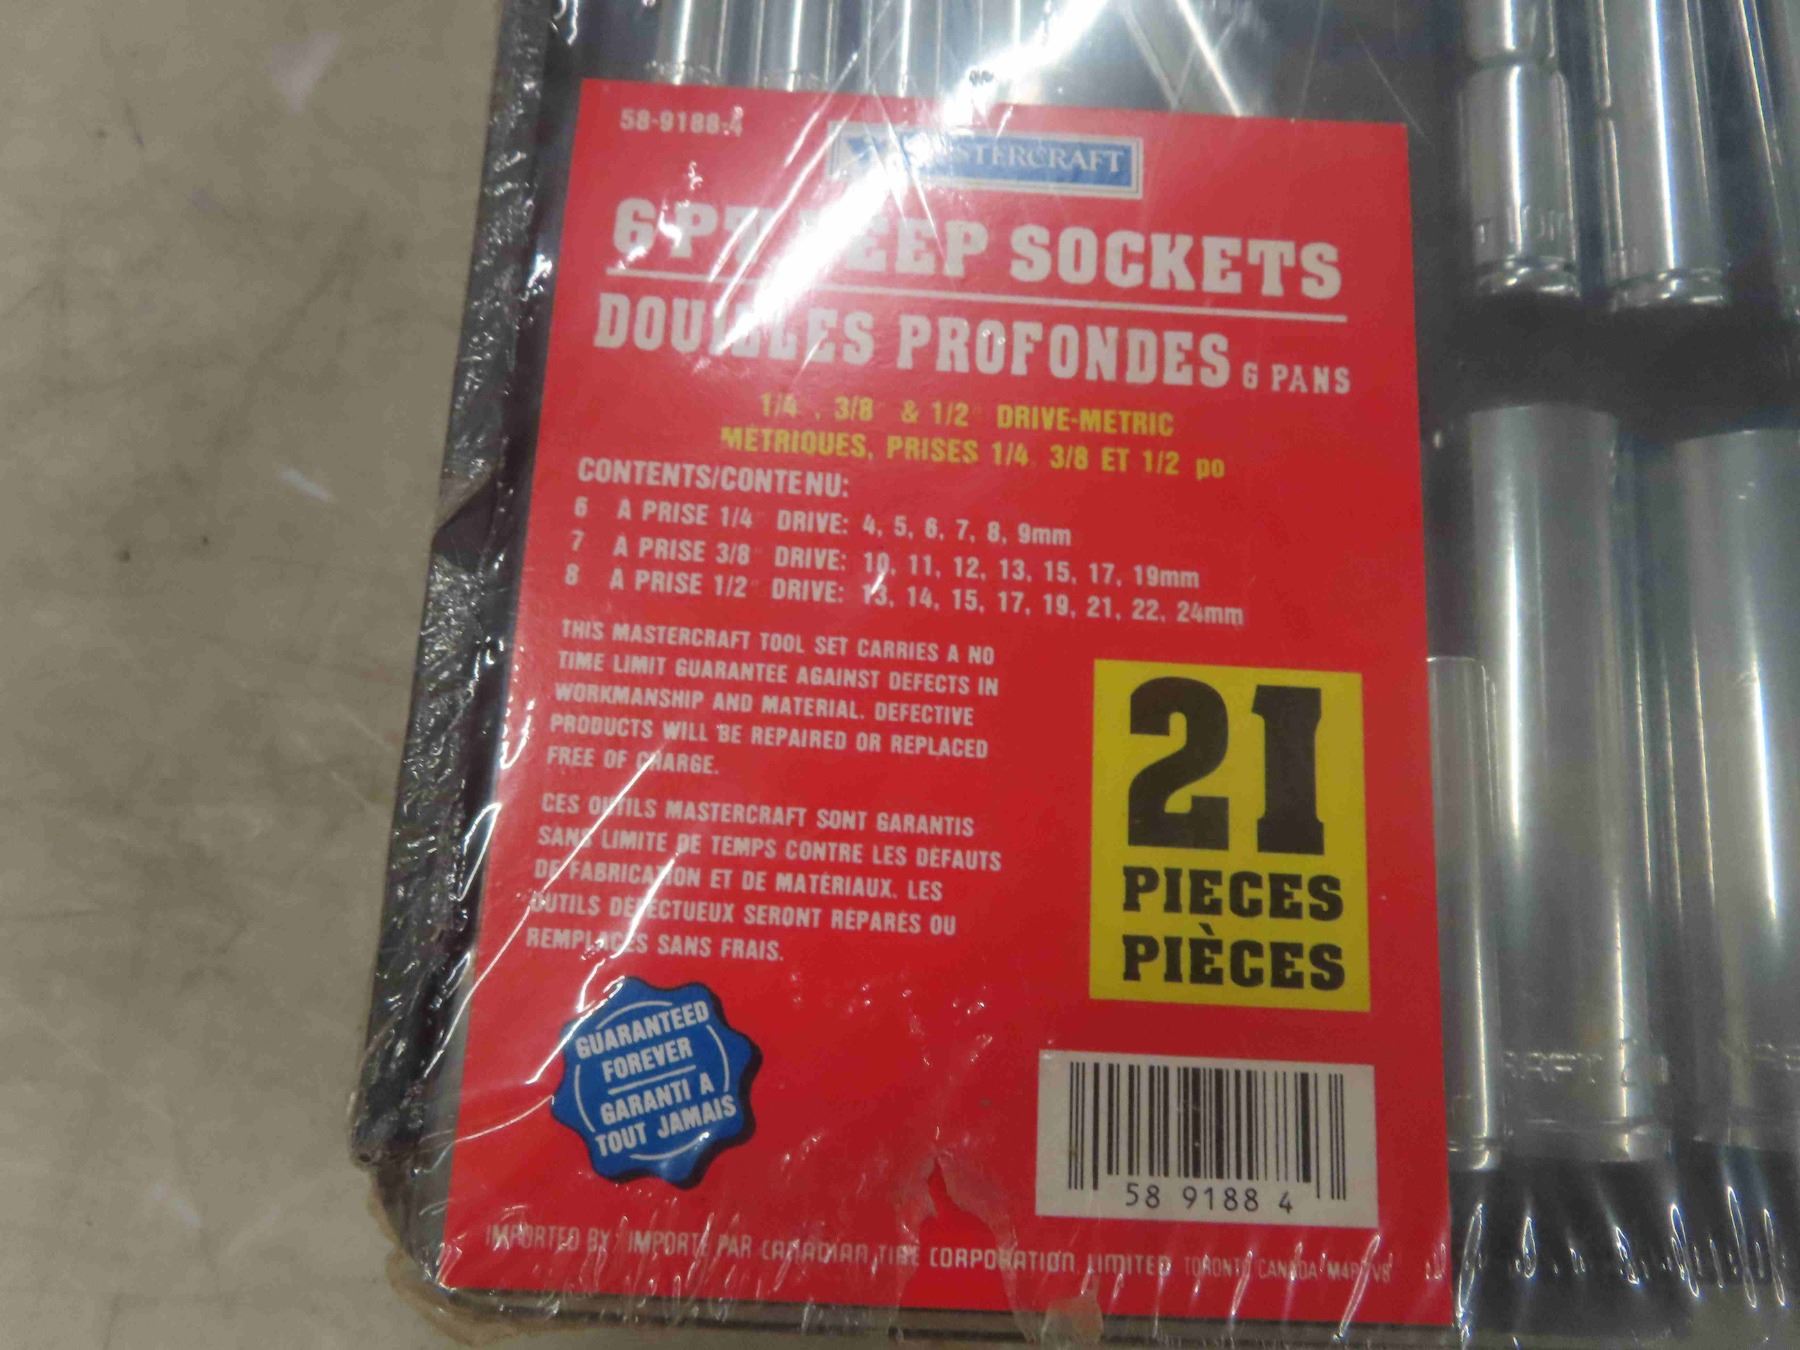 58-9188-4
MASTERCRAFT
6 PT DEEP SOCKETS
DOUILLES PROFONDES 6 PANS
1/4", 3/8" & 1/2" DRIVE-METRIC
MÉTRIQUES, PRISES 1/4 3/8 ET 1/2 po
CONTENTS/CONTENU:
6 A PRISE 1/4" DRIVE: 4, 5, 6, 7, 8, 9mm
7 A PRISE 3/8" DRIVE: 10, 11, 12, 13, 15, 17, 19mm
8 A PRISE 1/2" DRIVE: 13, 14, 15, 17, 19, 21, 22, 24mm
THIS MASTERCRAFT TOOL SET CARRIES A NO
TIME LIMIT GUARANTEE AGAINST DEFECTS IN
WORKMANSHIP AND MATERIAL. DEFECTIVE
PRODUCTS WILL BE REPAIRED OR REPLACED
FREE OF CHARGE.
CES OUTILS MASTERCRAFT SONT GARANTIS
SANS LIMITE DE TEMPS CONTRE LES DÉFAUTS
DE FABRICATION ET DE MATÉRIAUX. LES
OUTILS DÉFECTUEUX SERONT RÉPARÉS OU
REMPLACÉS SANS FRAIS.
21
PIECES
PIÈCES
GUARANTEED
FOREVER
GARANTI A
TOUT JAMAIS
58 9188 4
IMPORTED BY/IMPORTÉ PAR CANADIAN TIRE CORPORATION, LIMITED TORONTO CANADA